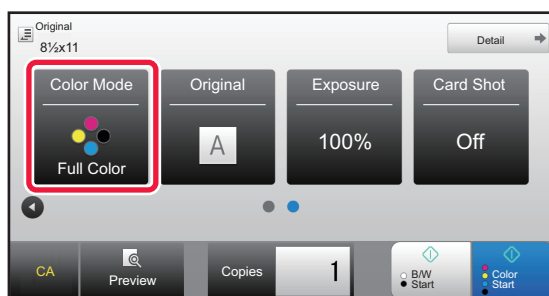 Original
8½x11
Detail
Color Mode
Original
Exposure
Card Shot
A
100%
Off
Full Color
CA
Preview
Copies
1
B/W
Start
Color
Start